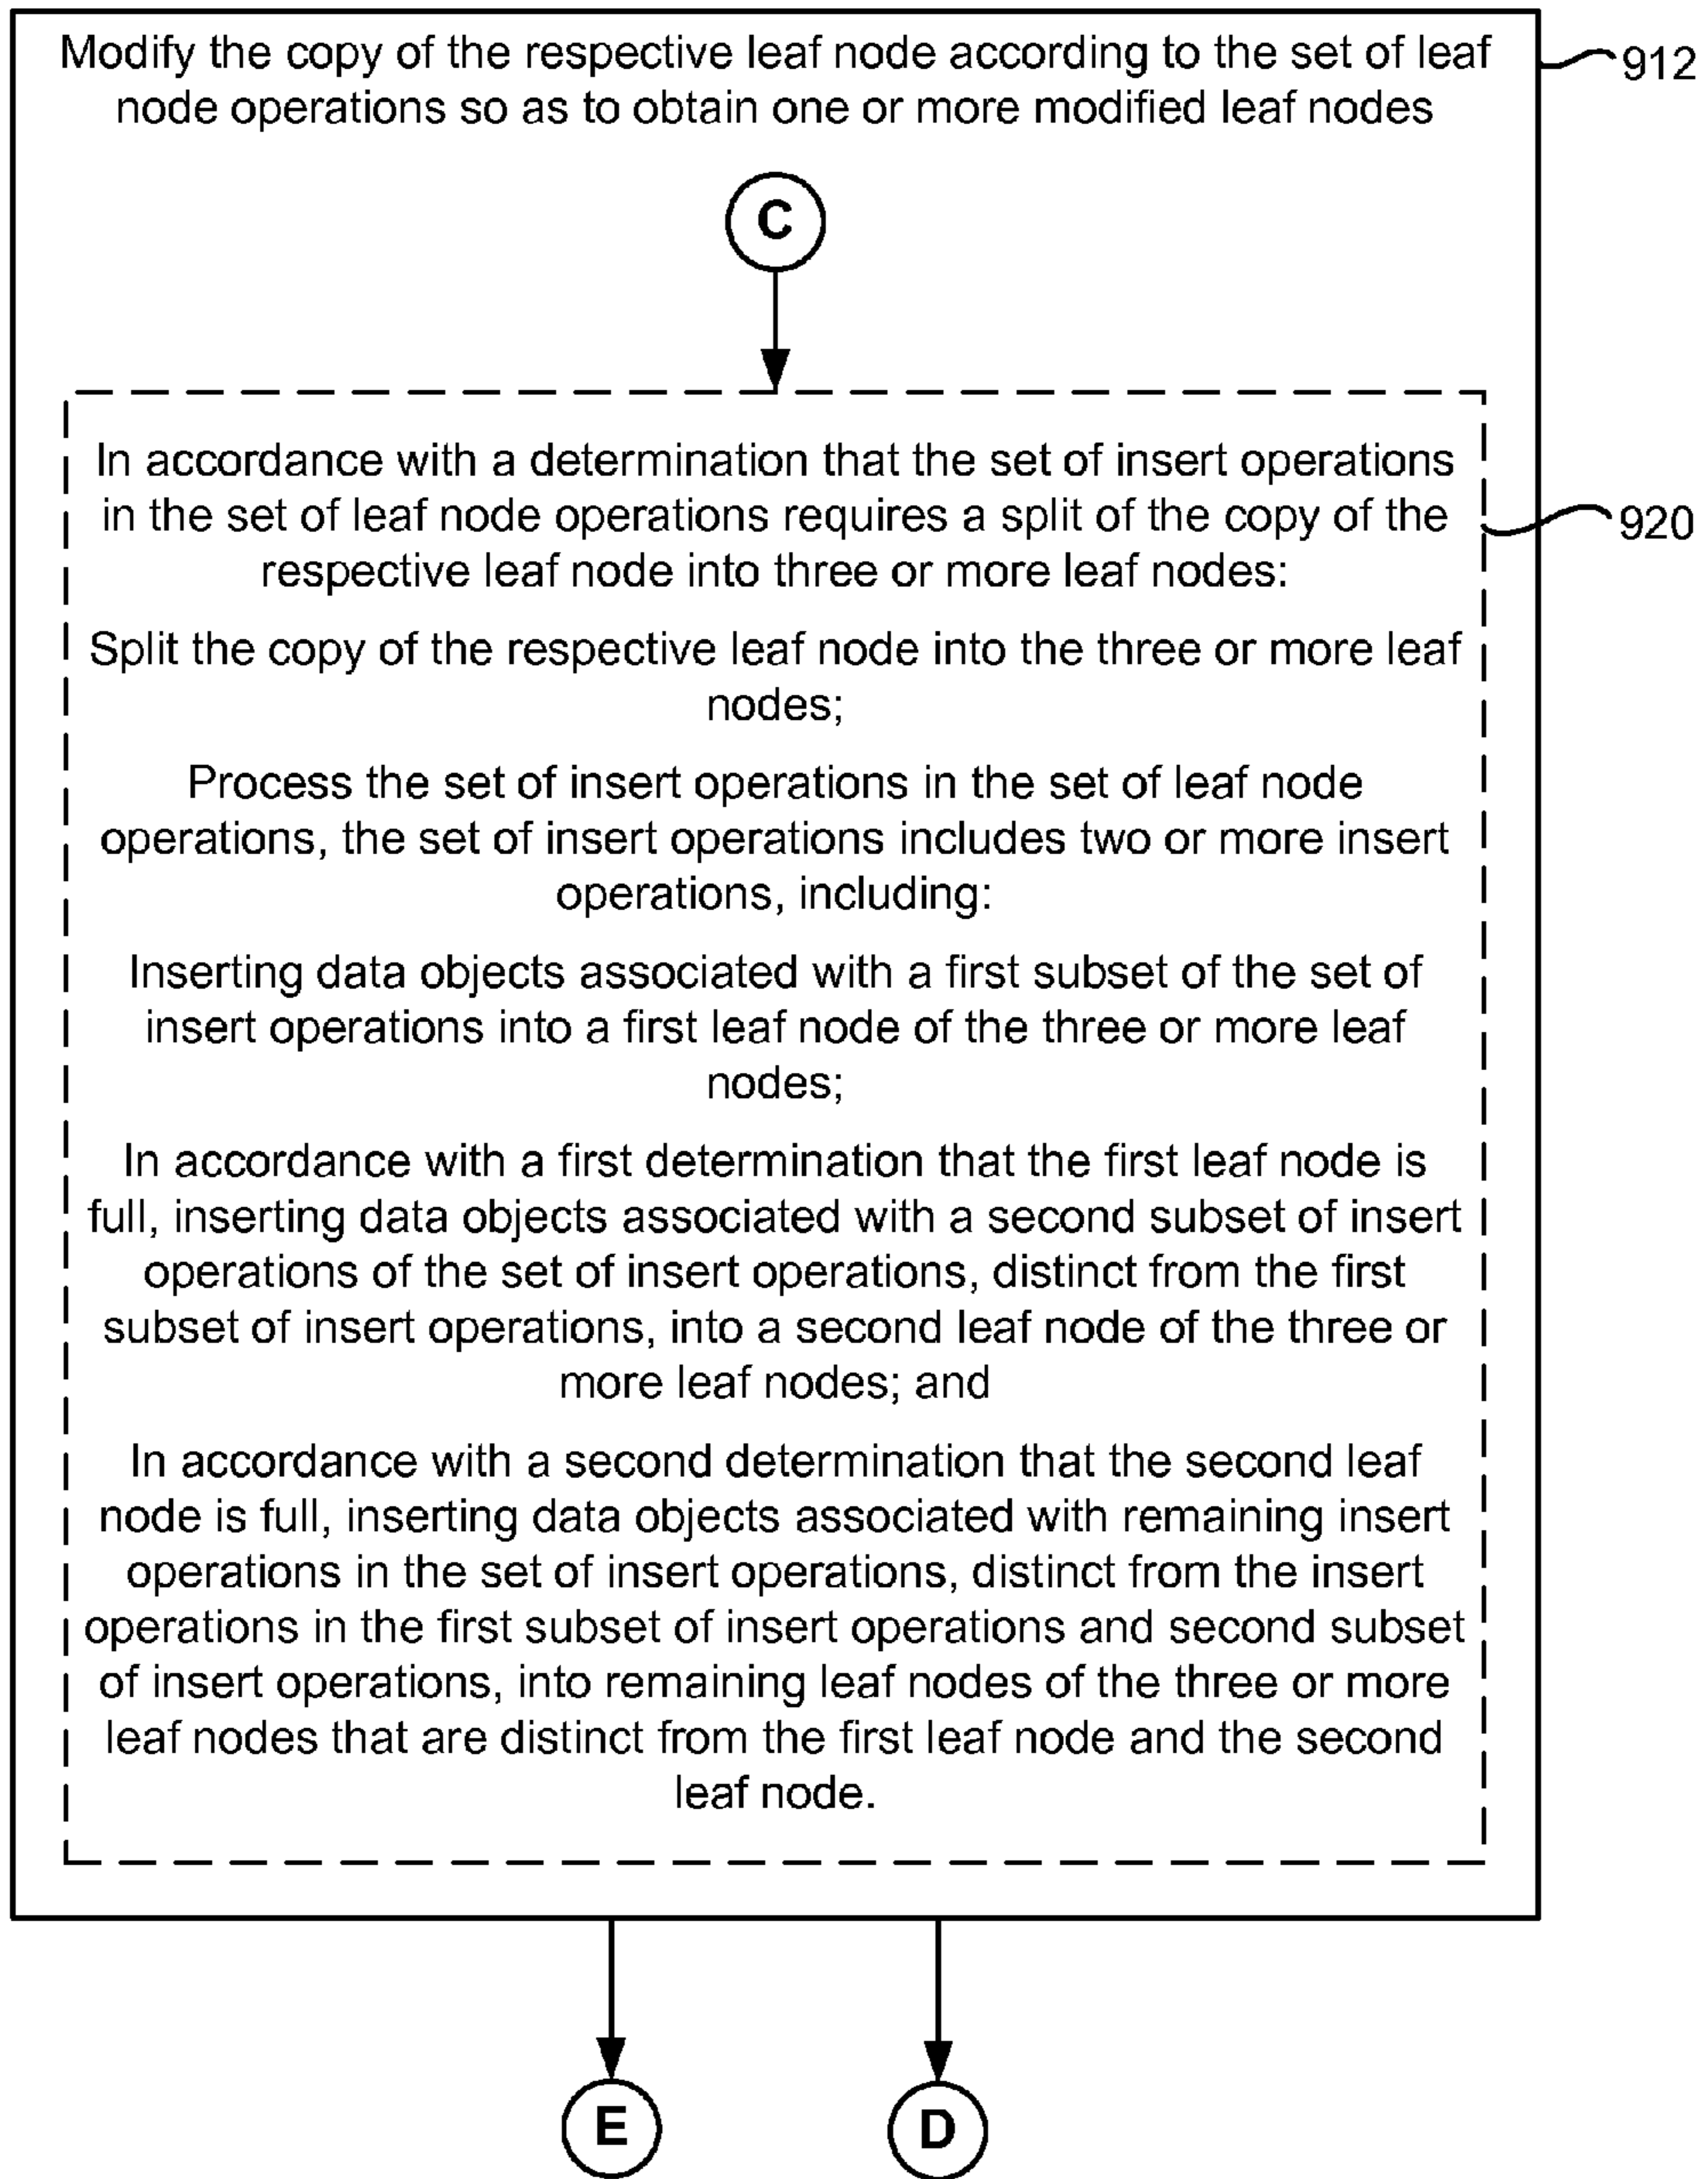 Modify the copy of the respective leaf node according to the set of leaf
node operations so as to obtain one or more modified leaf nodes
912
C
In accordance with a determination that the set of insert operations
in the set of leaf node operations requires a split of the copy of the
respective leaf node into three or more leaf nodes:
920
Split the copy of the respective leaf node into the three or more leaf
nodes;
Process the set of insert operations in the set of leaf node
operations, the set of insert operations includes two or more insert
operations, including:
Inserting data objects associated with a first subset of the set of
insert operations into a first leaf node of the three or more leaf
nodes;
In accordance with a first determination that the first leaf node is
full, inserting data objects associated with a second subset of insert
operations of the set of insert operations, distinct from the first
subset of insert operations, into a second leaf node of the three or
more leaf nodes; and
In accordance with a second determination that the second leaf
node is full, inserting data objects associated with remaining insert
operations in the set of insert operations, distinct from the insert
operations in the first subset of insert operations and second subset
of insert operations, into remaining leaf nodes of the three or more
leaf nodes that are distinct from the first leaf node and the second
leaf node.
E
D